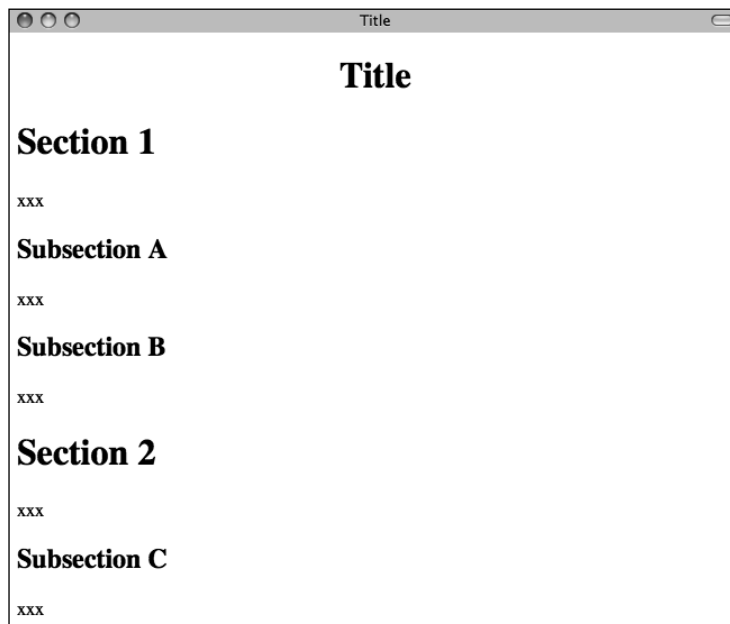 Title
Title
Section 1
xxx
Subsection A
xxx
Subsection B
xxx
Section 2
xxx
Subsection C
xxx